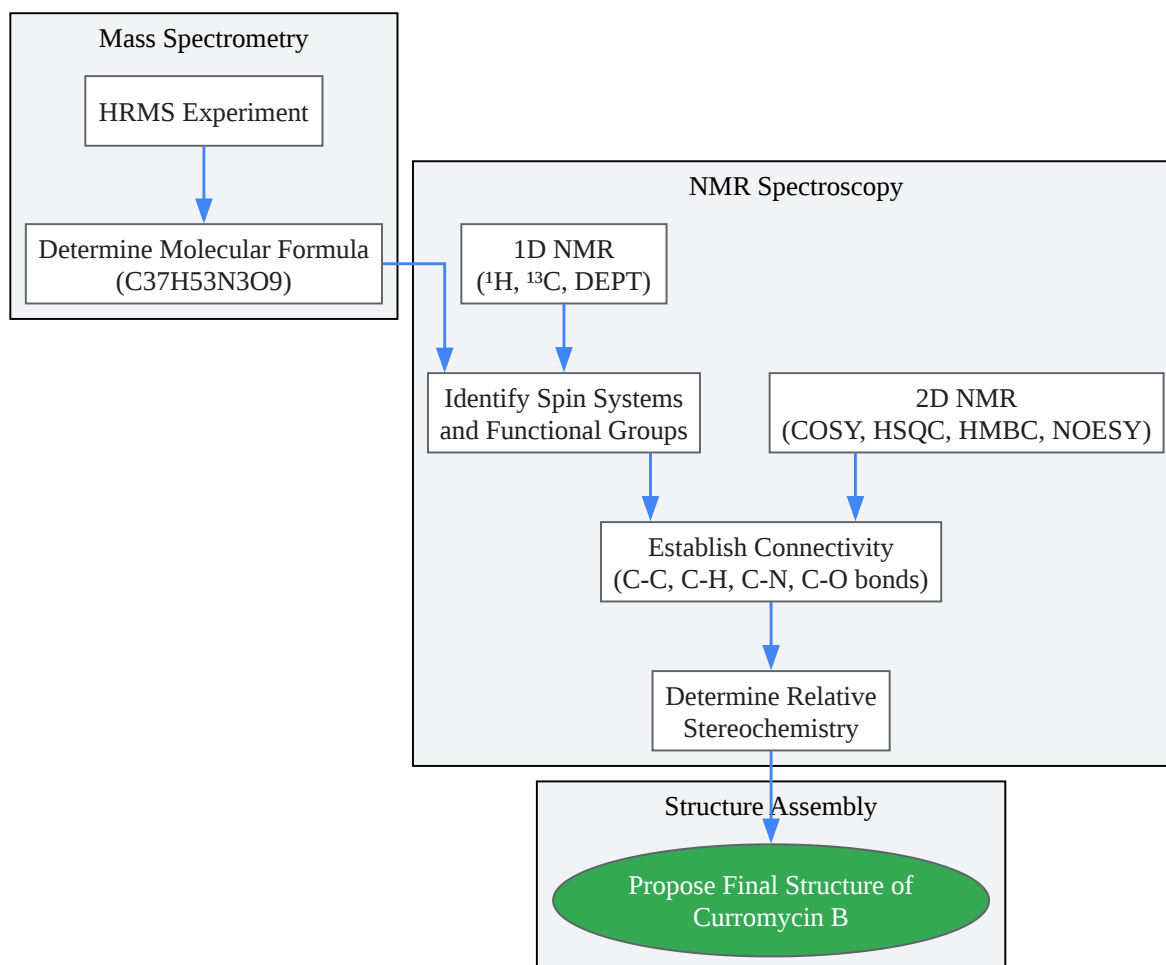 Mass Spectrometry
HRMS Experiment
Determine Molecular Formula
(C37H53N3O9)
NMR Spectroscopy
1D NMR
(¹H, ¹³C, DEPT)
Identify Spin Systems
and Functional Groups
2D NMR
(COSY, HSQC, HMBC, NOESY)
Establish Connectivity
(C-C, C-H, C-N, C-O bonds)
Determine Relative
Stereochemistry
Structure Assembly
Propose Final Structure of
Curromycin B